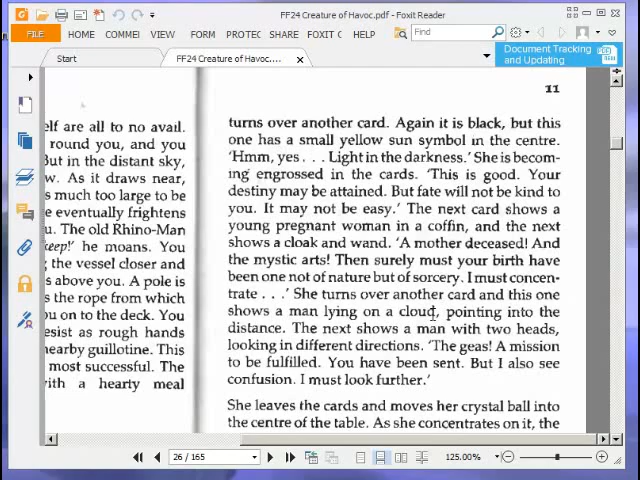 FF24 Creature of Havoc.pdf - Foxit Reader
FILE HOME COMMEI VIEW FORM PROTEC SHARE FOXIT C HELP Find
Start FF24 Creature of Havoc....
Document Tracking
and Updating
elf are all to no avail.
round you, and you
But in the distant sky,
w. As it draws near,
s much too large to be
e eventually frightens
u. The old Rhino-Man
keep!' he moans. You
g the vessel closer and
s above you. A pole is
s the rope from which
you on to the deck. You
esist as rough hands
nearby guillotine. This
most successful. The
with a hearty meal
11
turns over another card. Again it is black, but this
one has a small yellow sun symbol in the centre.
'Hmm, yes . . . Light in the darkness.' She is becom-
ing engrossed in the cards. 'This is good. Your
destiny may be attained. But fate will not be kind to
you. It may not be easy.' The next card shows a
young pregnant woman in a coffin, and the next
shows a cloak and wand. 'A mother deceased! And
the mystic arts! Then surely must your birth have
been one not of nature but of sorcery. I must concen-
trate . . .' She turns over another card and this one
shows a man lying on a cloud, pointing into the
distance. The next shows a man with two heads,
looking in different directions. 'The geas! A mission
to be fulfilled. You have been sent. But I also see
confusion. I must look further.'
She leaves the cards and moves her crystal ball into
the centre of the table. As she concentrates on it, the
26 / 165 125.00%